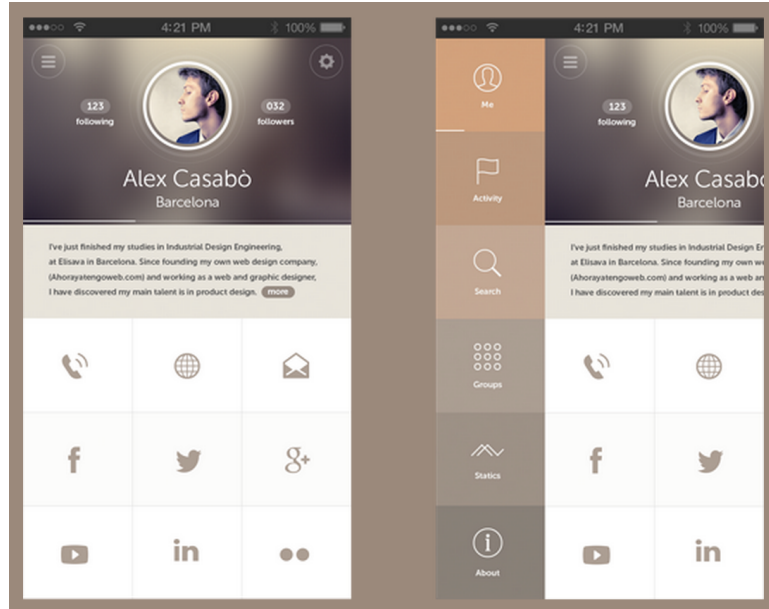 4:21 PM
100%
123
following
032
followers
Alex Casabò
Barcelona
I've just finished my studies in Industrial Design Engineering,
at Elisava in Barcelona. Since founding my own web design company,
(Ahorayatengoweb.com) and working as a web and graphic designer,
I have discovered my main talent is in product design. more
f
g+
in
4:21 PM
100%
Me
Activity
Search
Groups
Statics
About
123
following
Alex Casabò
Barcelona
I've just finished my studies in Industrial Design Er
at Elisava in Barcelona. Since founding my own we
(Ahorayatengoweb.com) and working as a web an
I have discovered my main talent is in product des
f
in